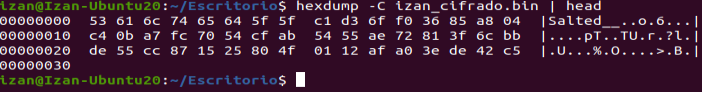 izan@Izan-Ubuntu20:~/Escritorio$ hexdump -C izan_cifrado.bin | head
00000000  53 61 6c 74 65 64 5f 5f  c1 d3 6f f0 36 85 a8 04  |Salted__..o.6...|
00000010  c4 0b a7 fc 70 54 cf ab  54 55 ae 72 81 3f 6c bb  |....pT..TU.r.?l.|
00000020  de 55 cc 87 15 25 80 4f  01 12 af a0 3e de 42 c5  |.U...%.O....>.B.|
00000030
izan@Izan-Ubuntu20:~/Escritorio$